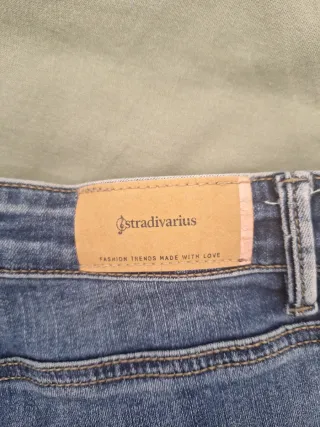 stradivarius
FASHION TRENDS MADE WITH LOVE